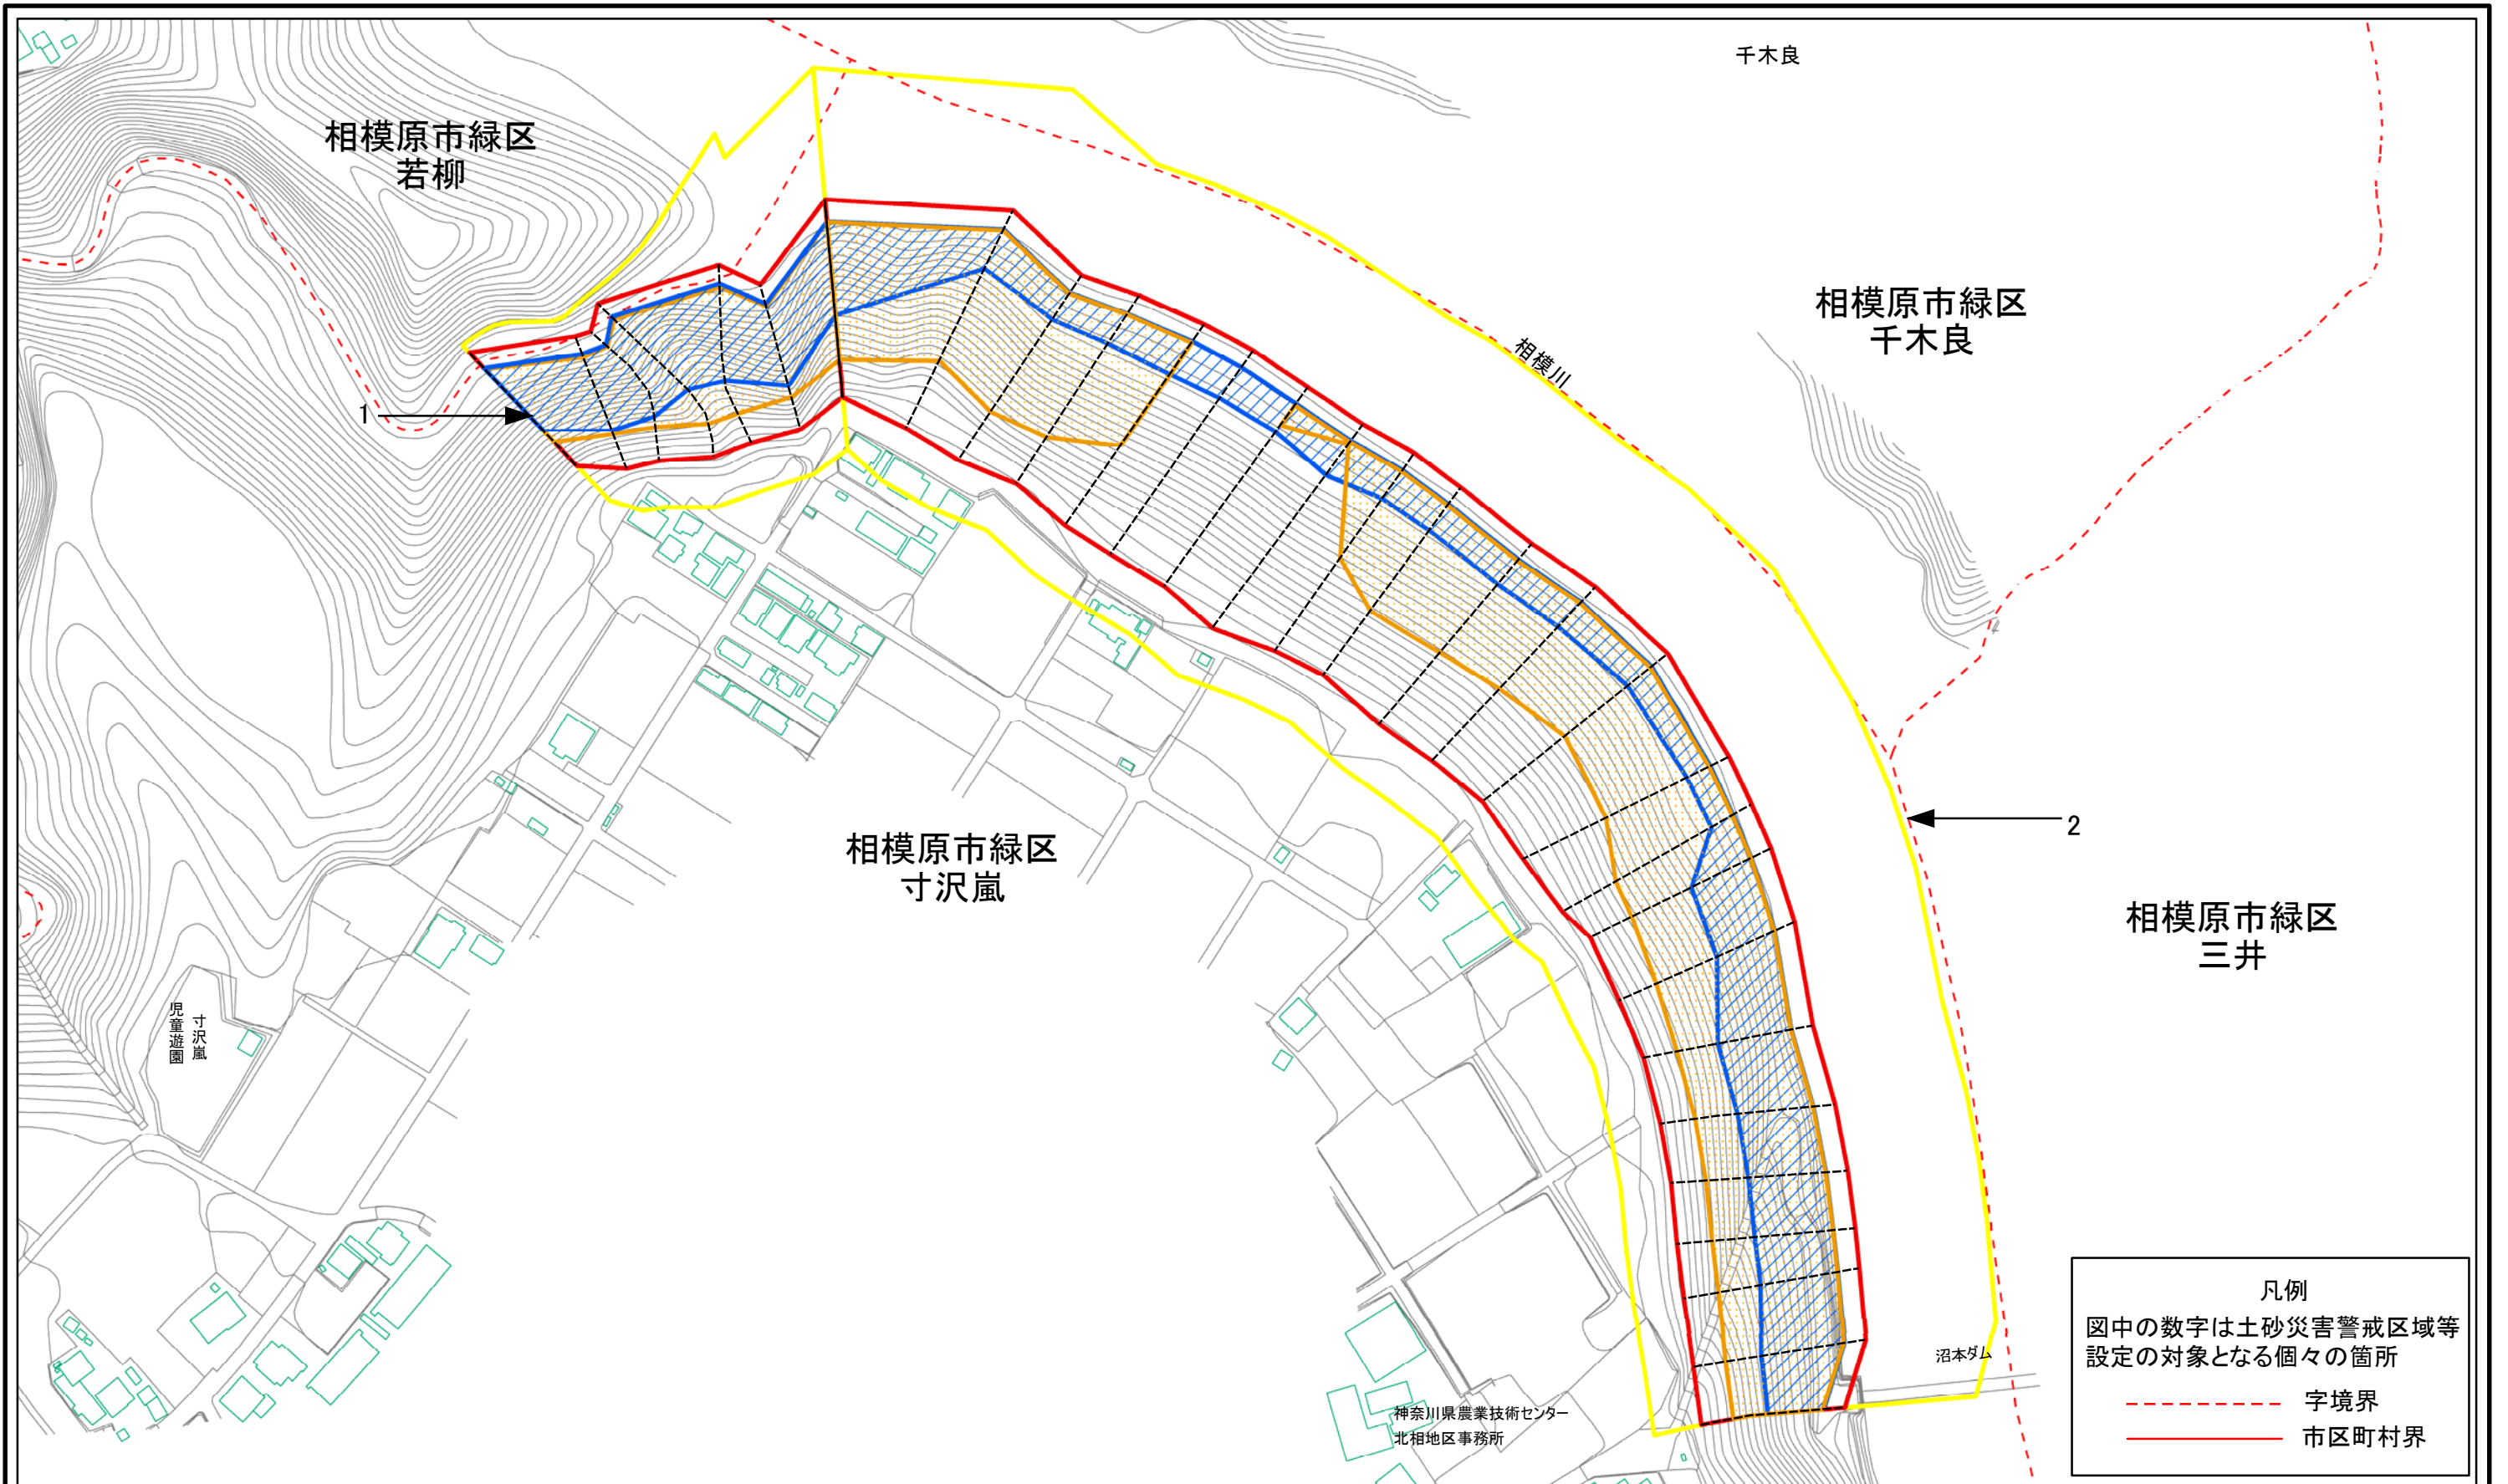 千木良
相模原市緑区
若柳
相模原市緑区
千木良
相模川
1
2
相模原市緑区
寸沢嵐
相模原市緑区
三井
寸沢嵐
児童遊園
沼本ダム
神奈川県農業技術センター
北相地区事務所
凡例
図中の数字は土砂災害警戒区域等
設定の対象となる個々の箇所
字境界
市区町村界